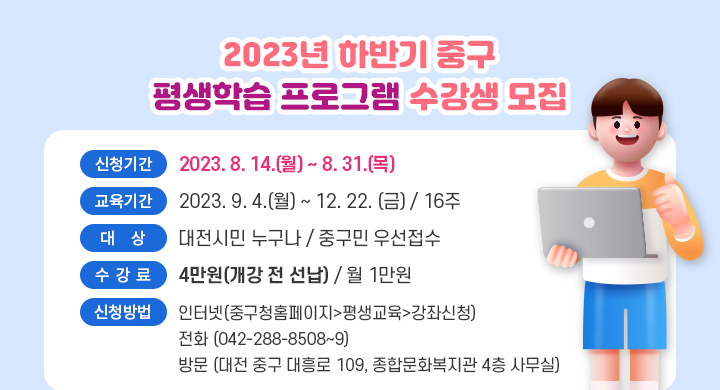 2023년 하반기 중구
평생학습 프로그램 수강생 모집
신청기간 2023. 8. 14.(월) ~ 8. 31.(목)
교육기간 2023. 9. 4.(월) ~ 12. 22. (금) / 16주
대 상 대전시민 누구나 / 중구민 우선접수
수 강 료 4만원(개강 전 선납) / 월 1만원
신청방법 인터넷(중구청홈페이지>평생교육>강좌신청)
전화 (042-288-8508~9)
방문 (대전 중구 대흥로 109, 종합문화복지관 4층 사무실)